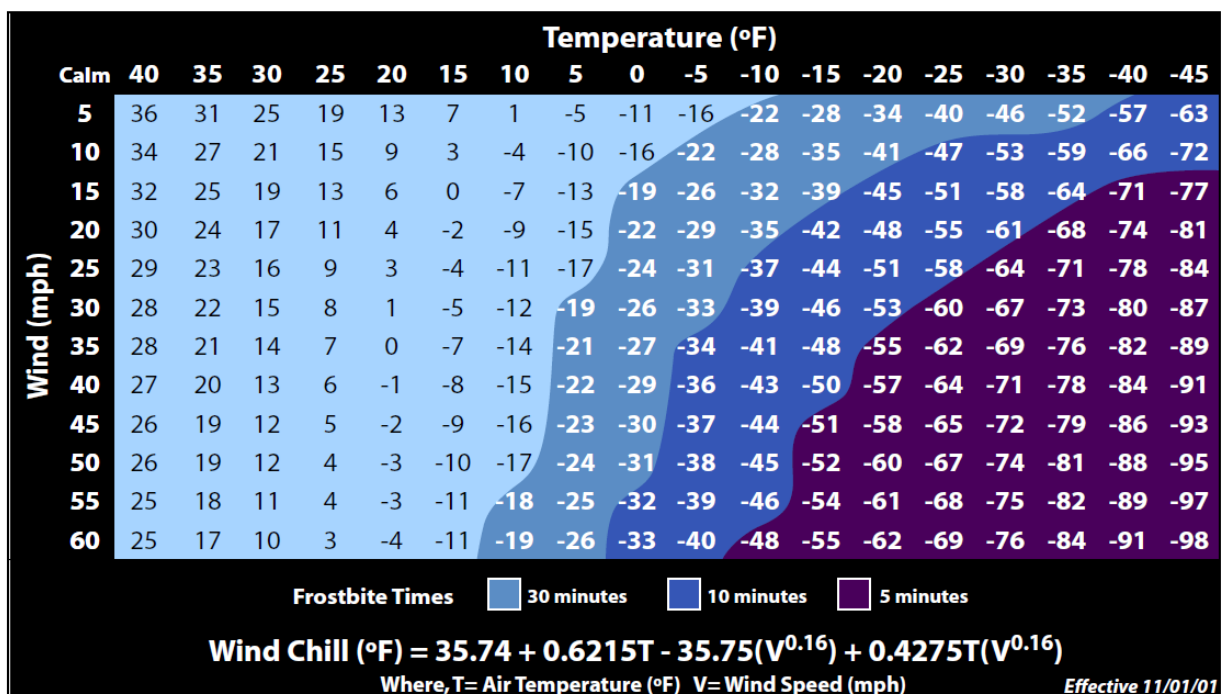 Temperature (ºF)
Calm 40 35 30 25 20 15 10 5 0 -5 -10 -15 -20 -25 -30 -35 -40 -45
5 36 31 25 19 13 7 1 -5 -11 -16 -22 -28 -34 -40 -46 -52 -57 -63
10 34 27 21 15 9 3 -4 -10 -16 -22 -28 -35 -41 -47 -53 -59 -66 -72
15 32 25 19 13 6 0 -7 -13 -19 -26 -32 -39 -45 -51 -58 -64 -71 -77
20 30 24 17 11 4 -2 -9 -15 -22 -29 -35 -42 -48 -55 -61 -68 -74 -81
25 29 23 16 9 3 -4 -11 -17 -24 -31 -37 -44 -51 -58 -64 -71 -78 -84
30 28 22 15 8 1 -5 -12 -19 -26 -33 -39 -46 -53 -60 -67 -73 -80 -87
35 28 21 14 7 0 -7 -14 -21 -27 -34 -41 -48 -55 -62 -69 -76 -82 -89
40 27 20 13 6 -1 -8 -15 -22 -29 -36 -43 -50 -57 -64 -71 -78 -84 -91
45 26 19 12 5 -2 -9 -16 -23 -30 -37 -44 -51 -58 -65 -72 -79 -86 -93
50 26 19 12 4 -3 -10 -17 -24 -31 -38 -45 -52 -60 -67 -74 -81 -88 -95
55 25 18 11 4 -3 -11 -18 -25 -32 -39 -46 -54 -61 -68 -75 -82 -89 -97
60 25 17 10 3 -4 -11 -19 -26 -33 -40 -48 -55 -62 -69 -76 -84 -91 -98
Wind (mph)
Frostbite Times 30 minutes 10 minutes 5 minutes
Wind Chill (ºF) = 35.74 + 0.6215T - 35.75(V^0.16) + 0.4275T(V^0.16)
Where, T= Air Temperature (ºF) V= Wind Speed (mph) Effective 11/01/01